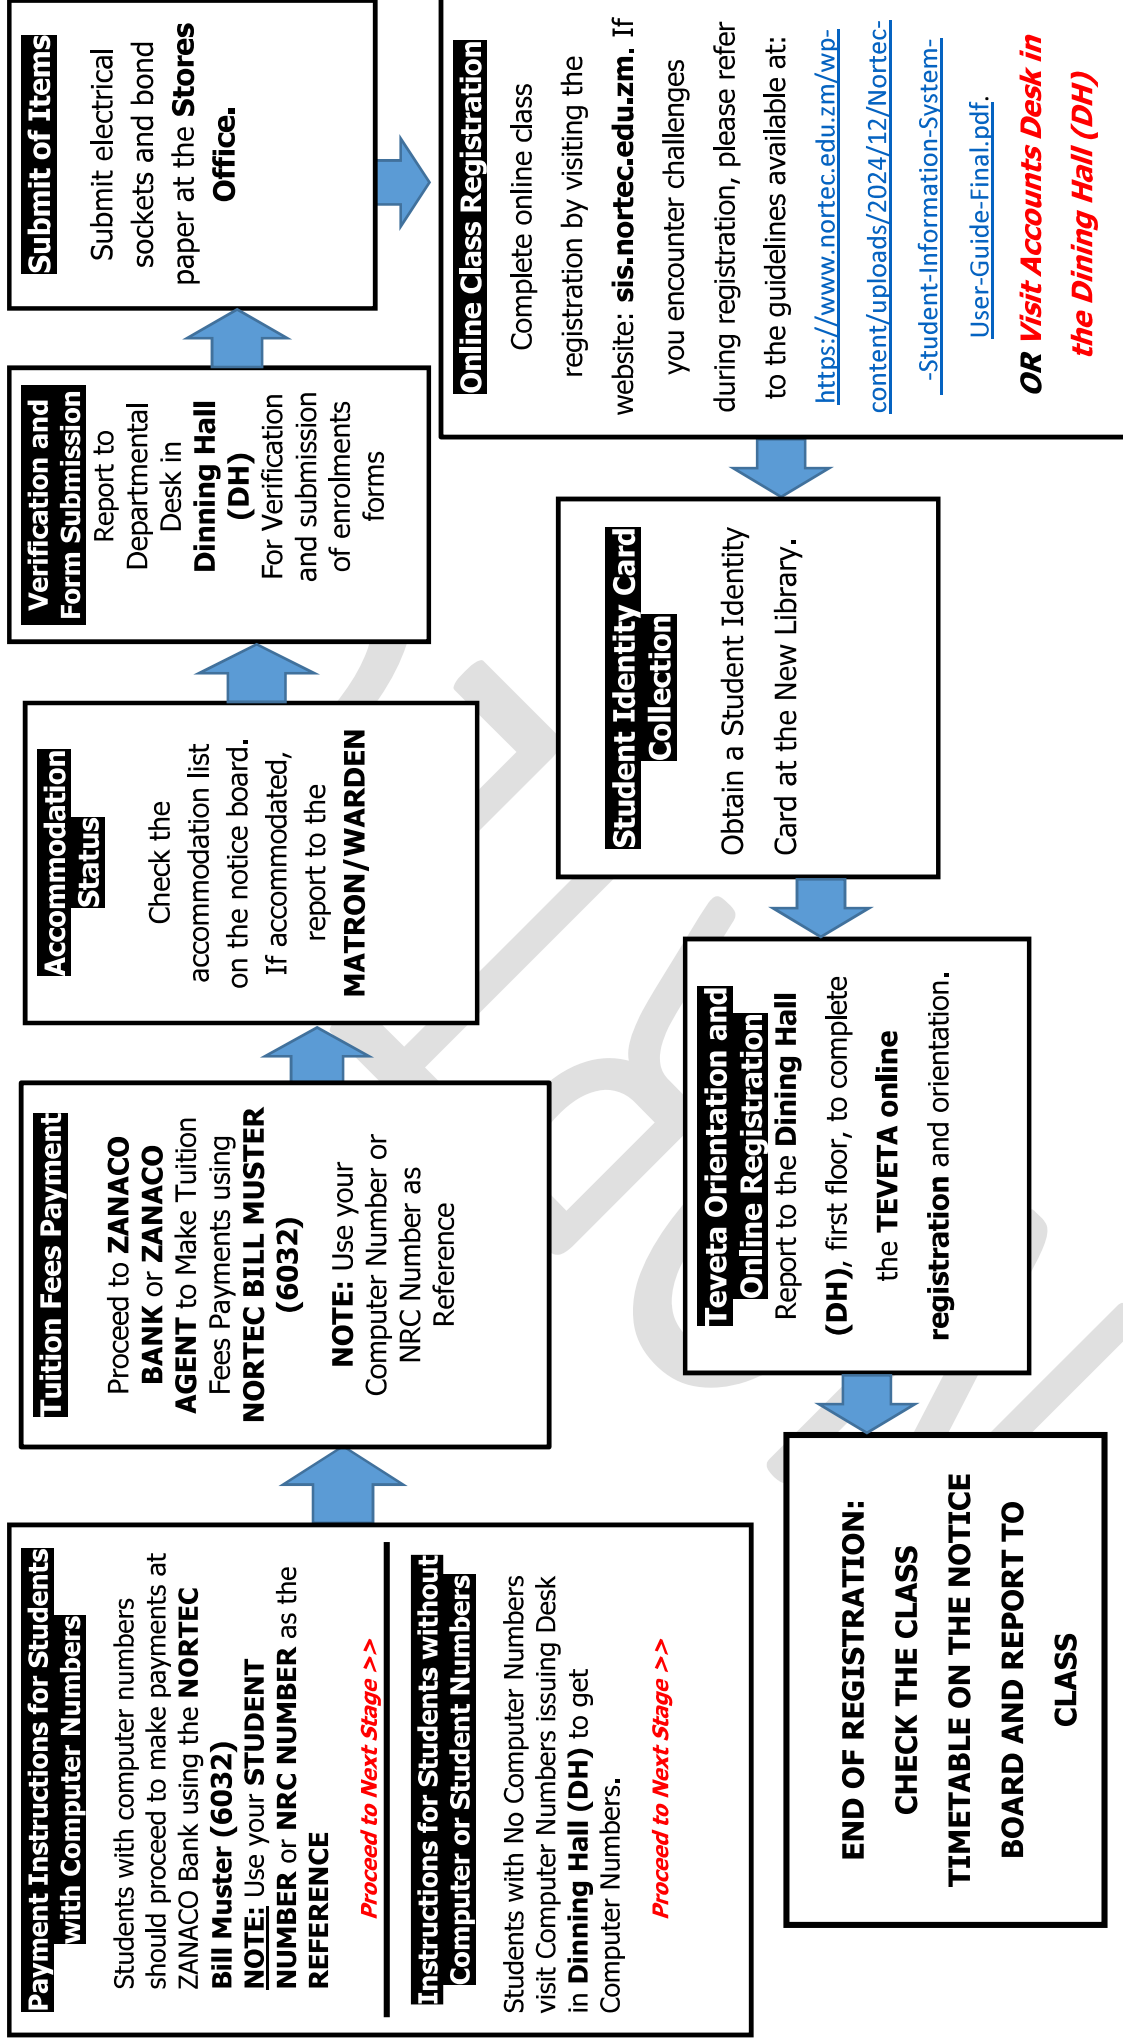 Payment Instructions for Students
With Computer Numbers
Students with computer numbers
should proceed to make payments at
ZANACO Bank using the NORTEC
Bill Muster (6032)
NOTE: Use your STUDENT
NUMBER or NRC NUMBER as the
REFERENCE
Proceed to Next Stage >>
Instructions for Students without
Computer or Student Numbers
Students with No Computer Numbers
visit Computer Numbers issuing Desk
in Dinning Hall (DH) to get
Computer Numbers.
Proceed to Next Stage >>
Tuition Fees Payment
Proceed to ZANACO
BANK or ZANACO
AGENT to Make Tuition
Fees Payments using
NORTEC BILL MUSTER
(6032)
NOTE: Use your
Computer Number or
NRC Number as
Reference
Accommodation
Status
Check the
accommodation list
on the notice board.
If accommodated,
report to the
MATRON/WARDEN
Verification and
Form Submission
Report to
Departmental
Desk in
Dinning Hall
(DH)
For Verification
and submission
of enrolments
forms
Submit of Items
Submit electrical
sockets and bond
paper at the Stores
Office.
Online Class Registration
Complete online class
registration by visiting the
website: sis.nortec.edu.zm. If
you encounter challenges
during registration, please refer
to the guidelines available at:
https://www.nortec.edu.zm/wp-
content/uploads/2024/12/Nortec-
-Student-Information-System-
User-Guide-Final.pdf.
OR Visit Accounts Desk in
the Dining Hall (DH)
Student Identity Card
Collection
Obtain a Student Identity
Card at the New Library.
Teveta Orientation and
Online Registration
Report to the Dining Hall
(DH), first floor, to complete
the TEVETA online
registration and orientation.
END OF REGISTRATION:
CHECK THE CLASS
TIMETABLE ON THE NOTICE
BOARD AND REPORT TO
CLASS